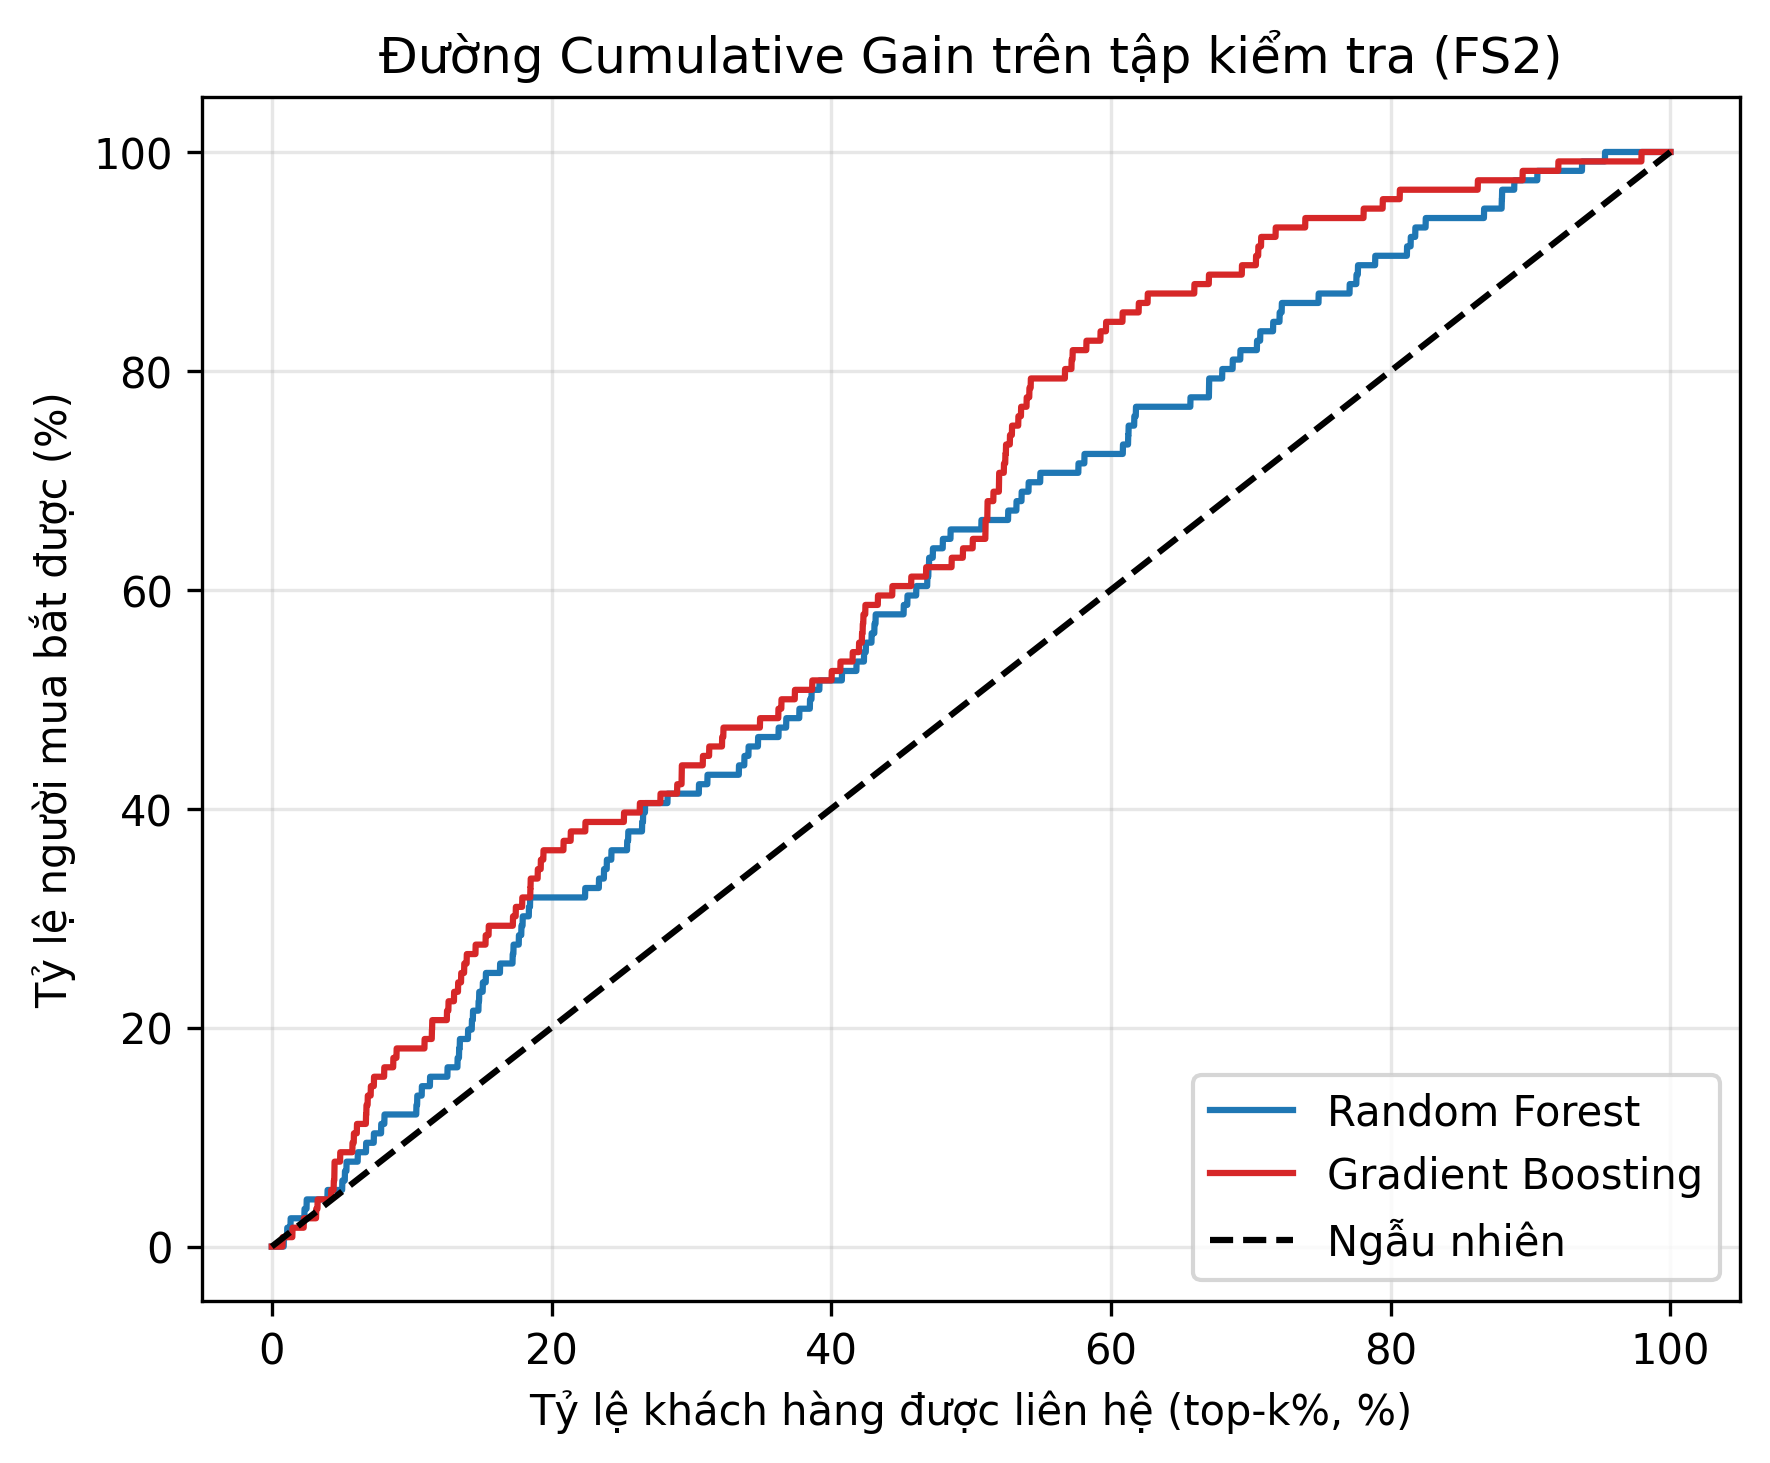 Đường Cumulative Gain trên tập kiểm tra (FS2)
Tỷ lệ người mua bắt được (%)
100
80
60
40
20
0
Random Forest
Gradient Boosting
Ngẫu nhiên
0 20 40 60 80 100
Tỷ lệ khách hàng được liên hệ (top-k%, %)